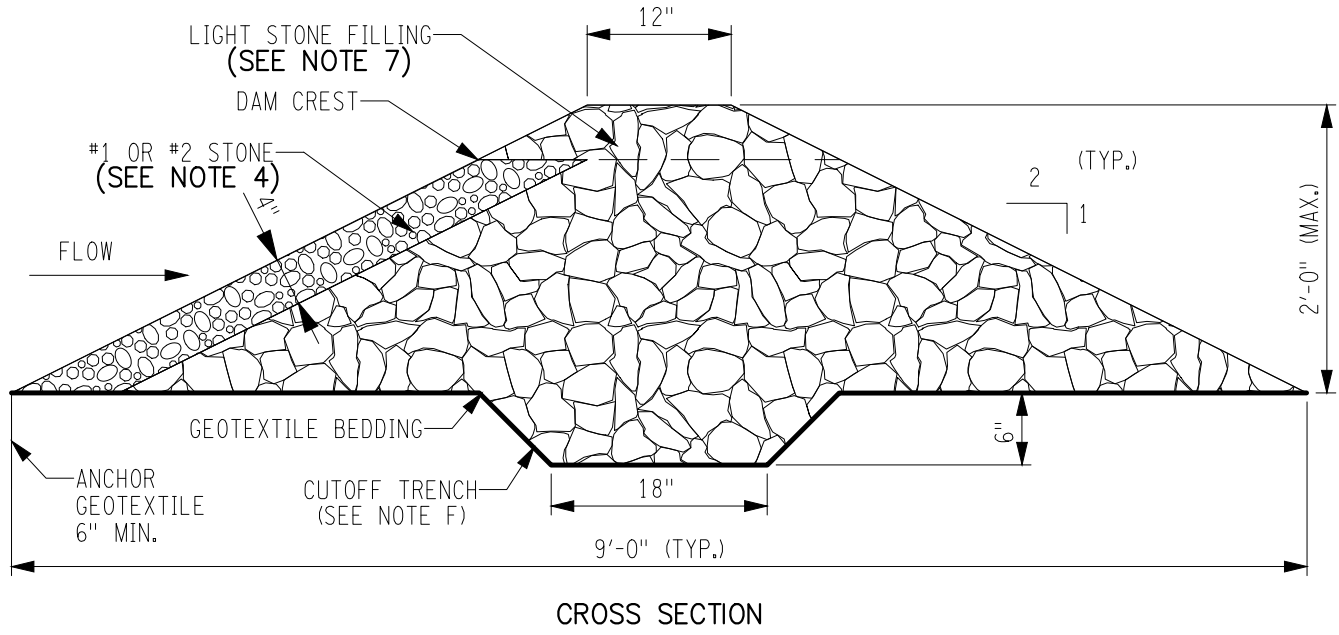 12"
LIGHT STONE FILLING
(SEE NOTE 7)
DAM CREST
#1 OR #2 STONE
(SEE NOTE 4)
4"
(TYP.)
2
1
FLOW
2'-0" (MAX.)
GEOTEXTILE BEDDING
6"
ANCHOR
GEOTEXTILE
6" MIN.
CUTOFF TRENCH
(SEE NOTE F)
18"
9'-0" (TYP.)
CROSS SECTION